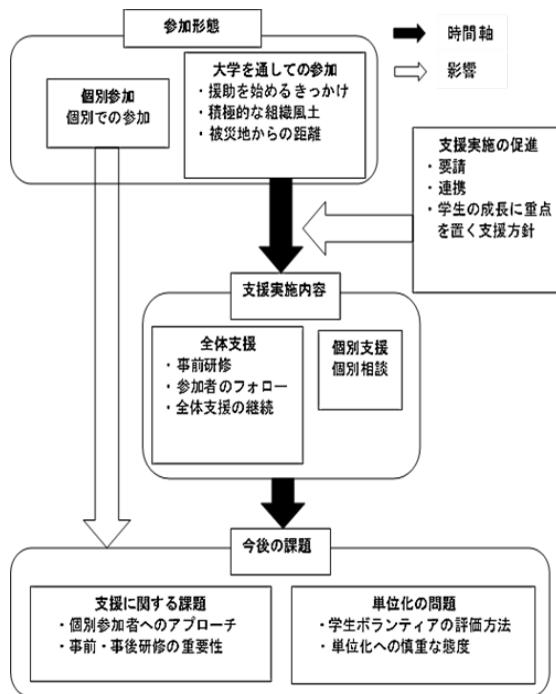 参加形態
時間軸
影響
個別参加
個別での参加
大学を通しての参加
・援助を始めるきっかけ
・積極的な組織風土
・被災地からの距離
支援実施の促進
・要請
・連携
・学生の成長に重点
を置く支援方針
支援実施内容
全体支援
・事前研修
・参加者のフォロー
・全体支援の継続
個別支援
個別相談
今後の課題
支援に関する課題
・個別参加者へのアプローチ
・事前・事後研修の重要性
単位化の問題
・学生ボランティアの評価方法
・単位化への慎重な態度